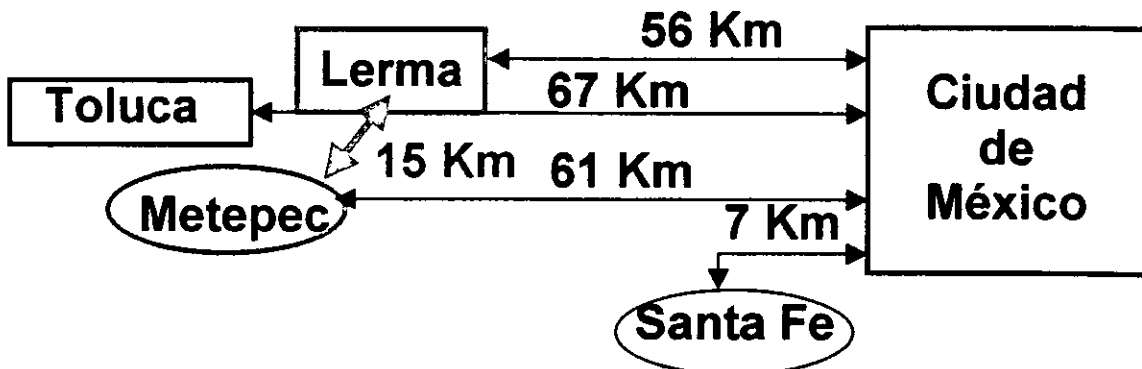 56 Km
Lerma
67 Km
Toluca
Ciudad
de
México
15 Km
61 Km
Metepec
7 Km
Santa Fe